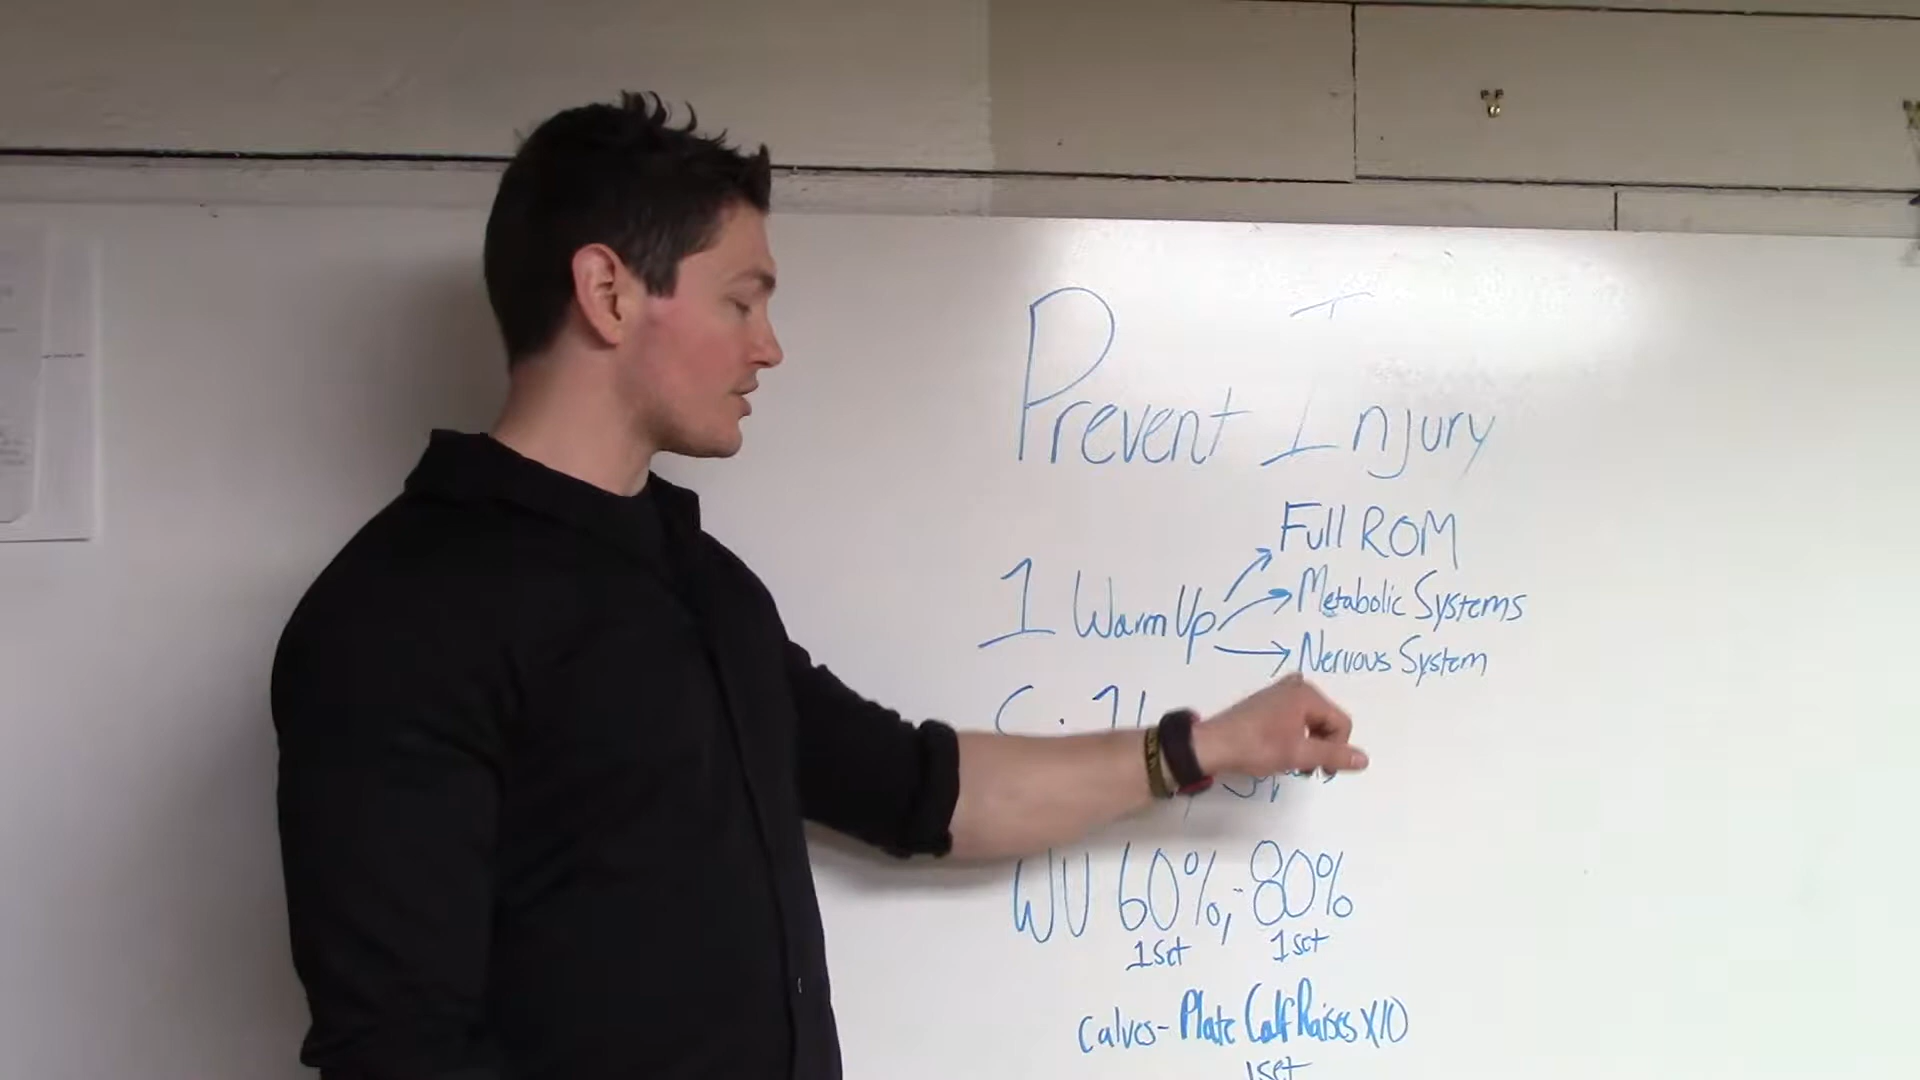 Prevent Injury
Full ROM
1 Warm Up
Metabolic Systems
Nervous System
WU 60%, - 80%
1set 1set
Calves - Plate Calf Raises X10
1set